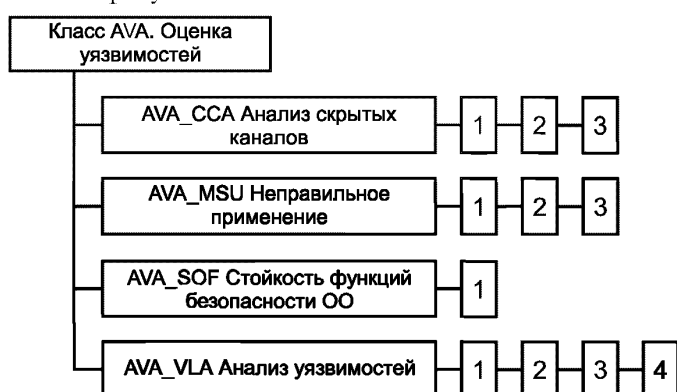 Класс AVA. Оценка
уязвимостей
AVA_CCA Анализ скрытых
каналов
1 2 3
AVA_MSU Неправильное
применение
1 2 3
AVA_SOF Стойкость функций
безопасности ОО
1
AVA_VLA Анализ уязвимостей
1 2 3 4